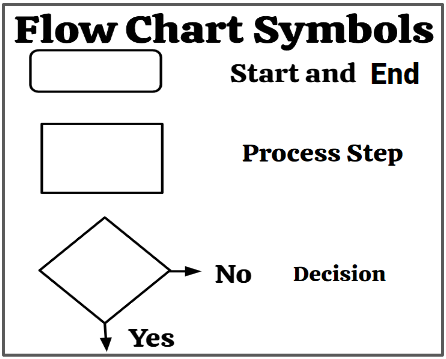 Flow Chart Symbols
Start and End
Process Step
No Decision
Yes